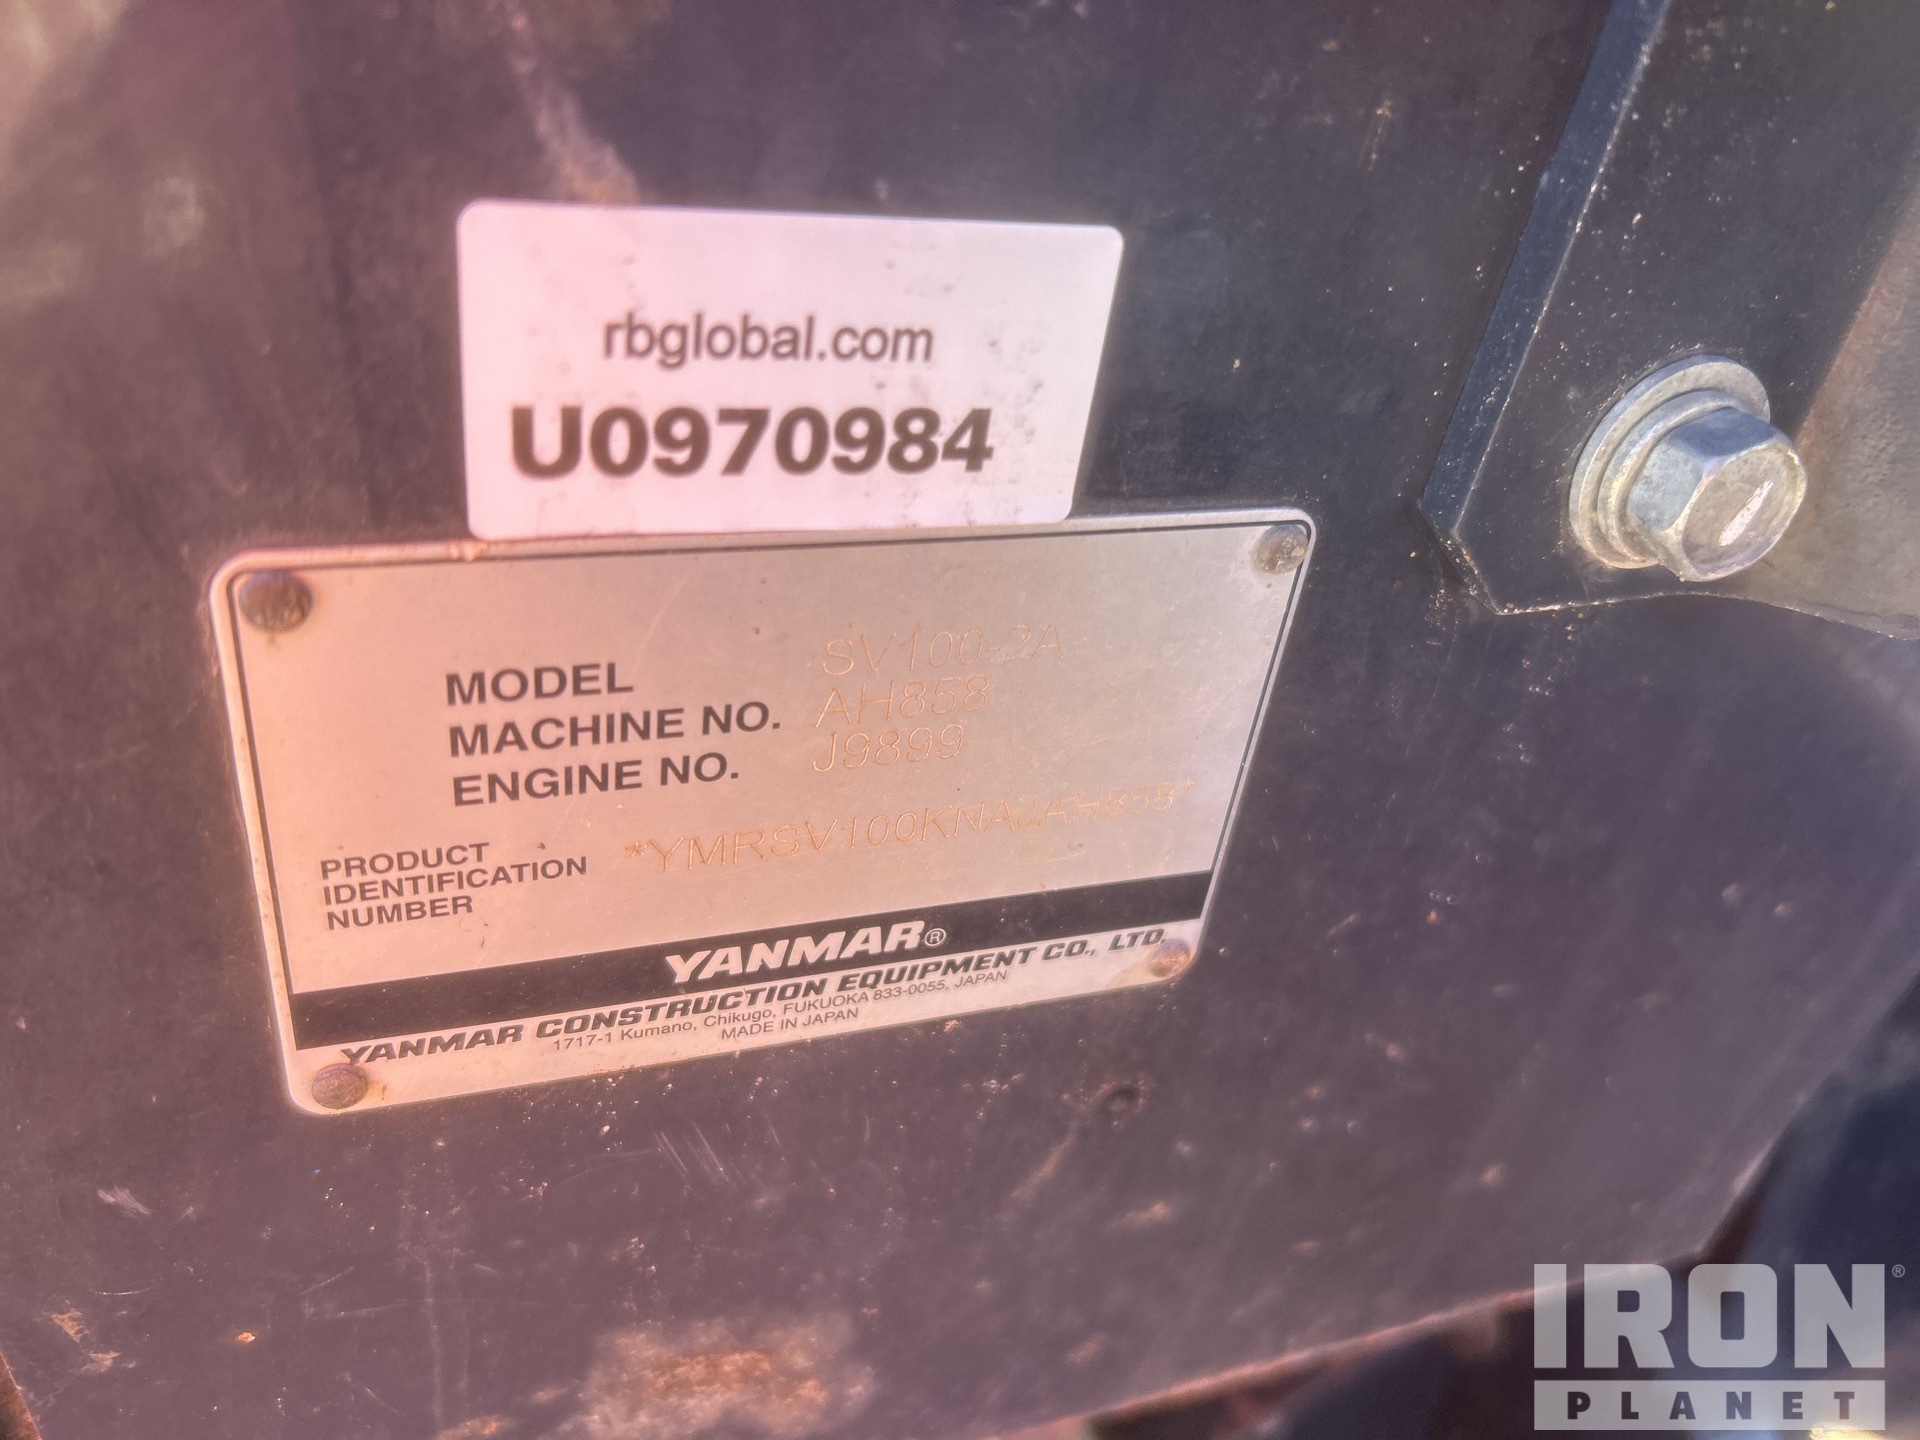 rbglobal.com
U0970984
MODEL SV100-2A
MACHINE NO. AH858
ENGINE NO. J9899
PRODUCT
IDENTIFICATION
NUMBER
*YMRSV100KNAJAH858*
YANMAR®
YANMAR CONSTRUCTION EQUIPMENT CO., LTD.
1717-1 Kumano, Chikugo, FUKUOKA 833-0055, JAPAN
MADE IN JAPAN
IRON®
PLANET